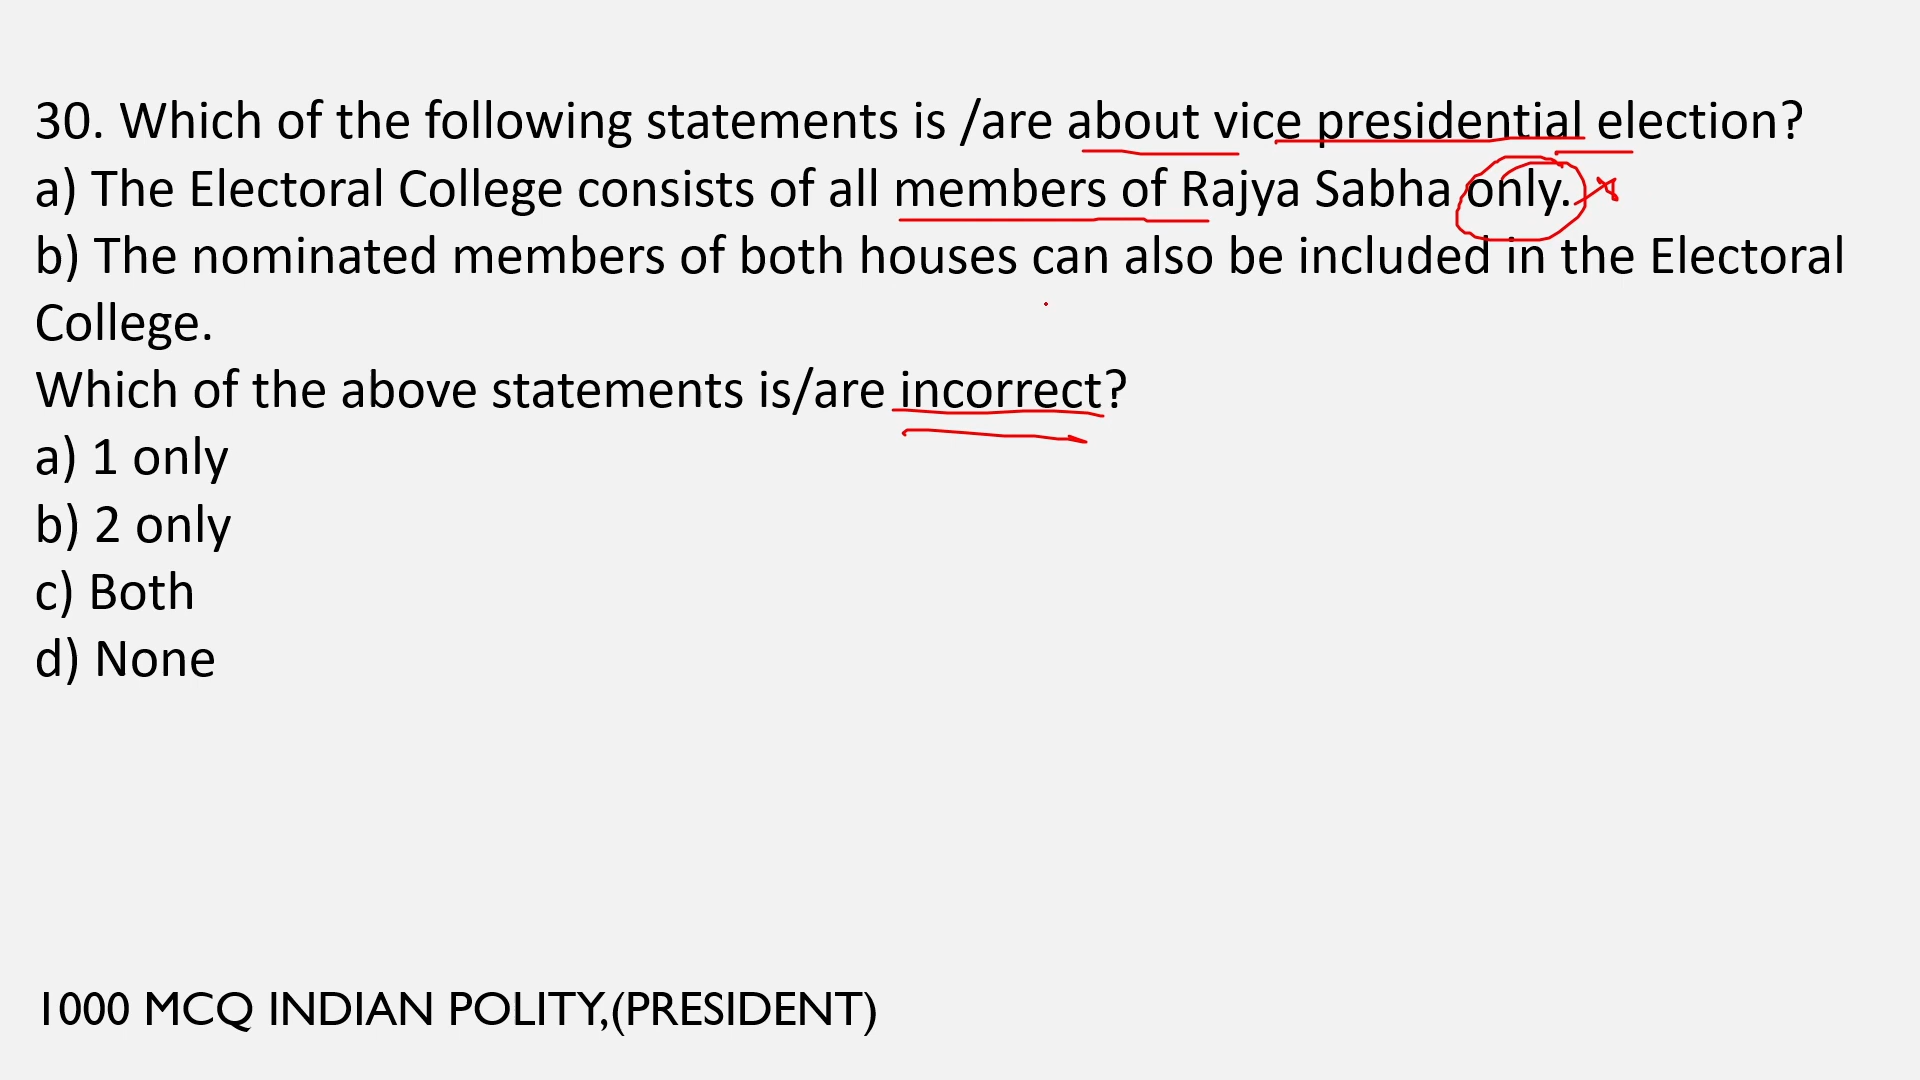 30. Which of the following statements is /are about vice presidential election?
a) The Electoral College consists of all members of Rajya Sabha only.
b) The nominated members of both houses can also be included in the Electoral
College.
Which of the above statements is/are incorrect?
a) 1 only
b) 2 only
c) Both
d) None
1000 MCQ INDIAN POLITY,(PRESIDENT)